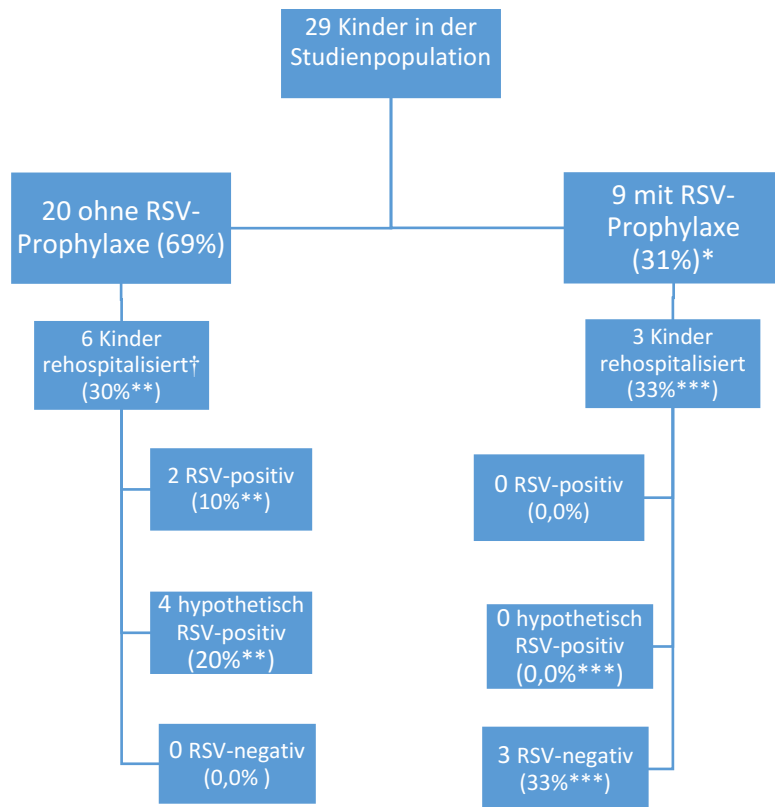 29 Kinder in der
Studienpopulation
20 ohne RSV-
Prophylaxe (69%)
9 mit RSV-
Prophylaxe
(31%)*
6 Kinder
rehospitalisiert†
(30%**)
3 Kinder
rehospitalisiert
(33%***)
2 RSV-positiv
(10%**)
0 RSV-positiv
(0,0%)
4 hypothetisch
RSV-positiv
(20%**)
0 hypothetisch
RSV-positiv
(0,0%***)
0 RSV-negativ
(0,0% )
3 RSV-negativ
(33%***)